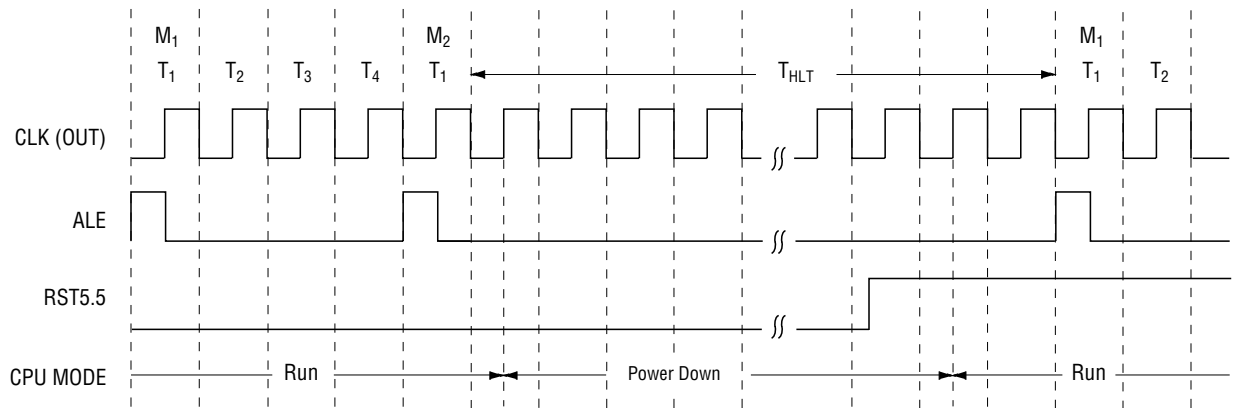 M₁ M₂ M₁
T₁ T₂ T₃ T₄ T₁ T_HLT T₁ T₂
CLK (OUT)
ALE
RST5.5
CPU MODE Run Power Down Run